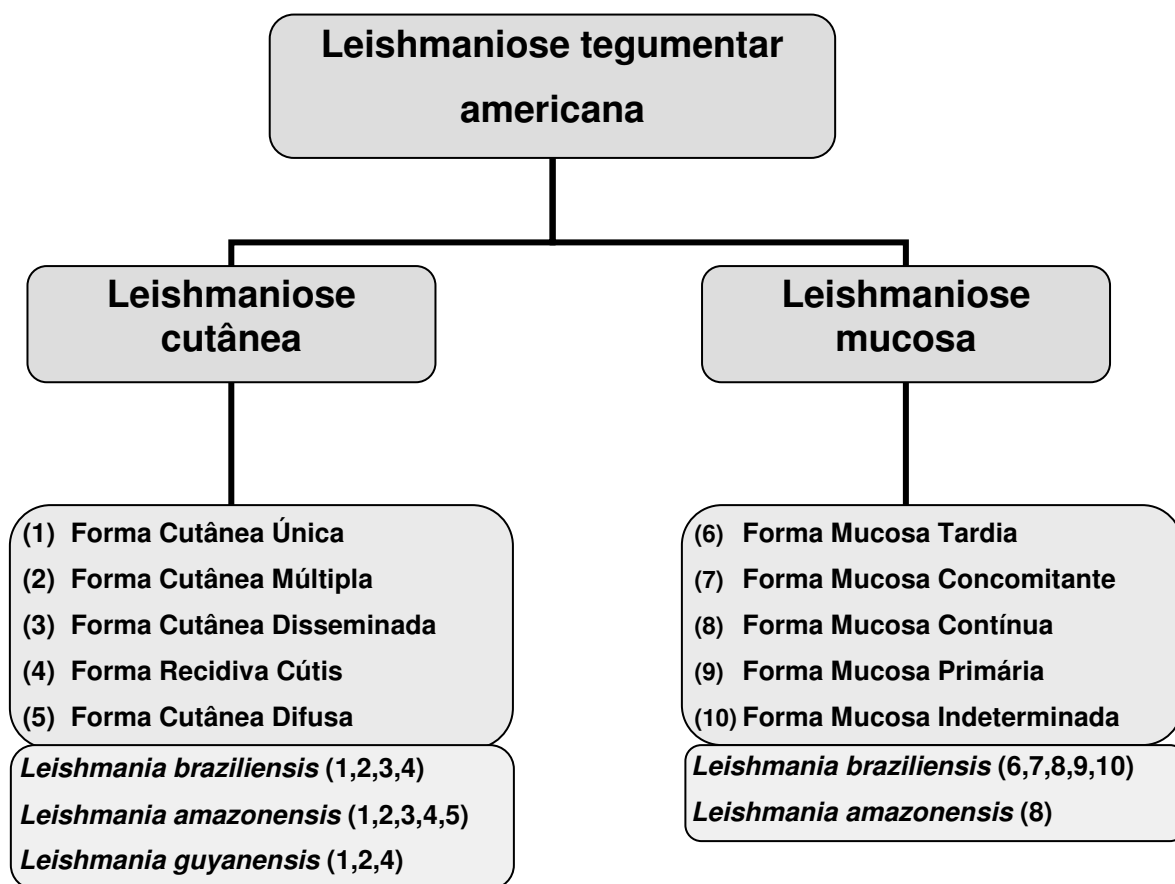 Leishmaniose tegumentar
americana
Leishmaniose
cutânea
Leishmaniose
mucosa
(1) Forma Cutânea Única
(2) Forma Cutânea Múltipla
(3) Forma Cutânea Disseminada
(4) Forma Recidiva Cútis
(5) Forma Cutânea Difusa
Leishmania braziliensis (1,2,3,4)
Leishmania amazonensis (1,2,3,4,5)
Leishmania guyanensis (1,2,4)
(6) Forma Mucosa Tardia
(7) Forma Mucosa Concomitante
(8) Forma Mucosa Contínua
(9) Forma Mucosa Primária
(10) Forma Mucosa Indeterminada
Leishmania braziliensis (6,7,8,9,10)
Leishmania amazonensis (8)